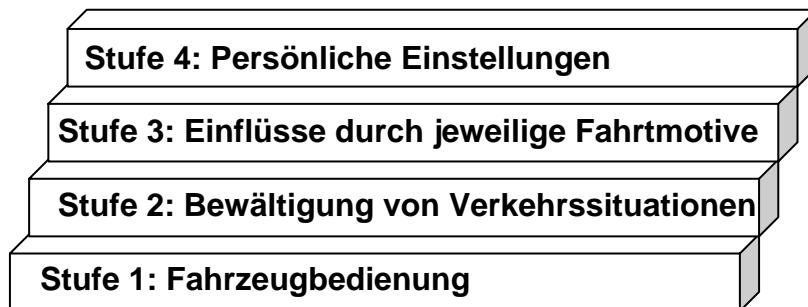 Stufe 4: Persönliche Einstellungen
Stufe 3: Einflüsse durch jeweilige Fahrtmotive
Stufe 2: Bewältigung von Verkehrssituationen
Stufe 1: Fahrzeugbedienung